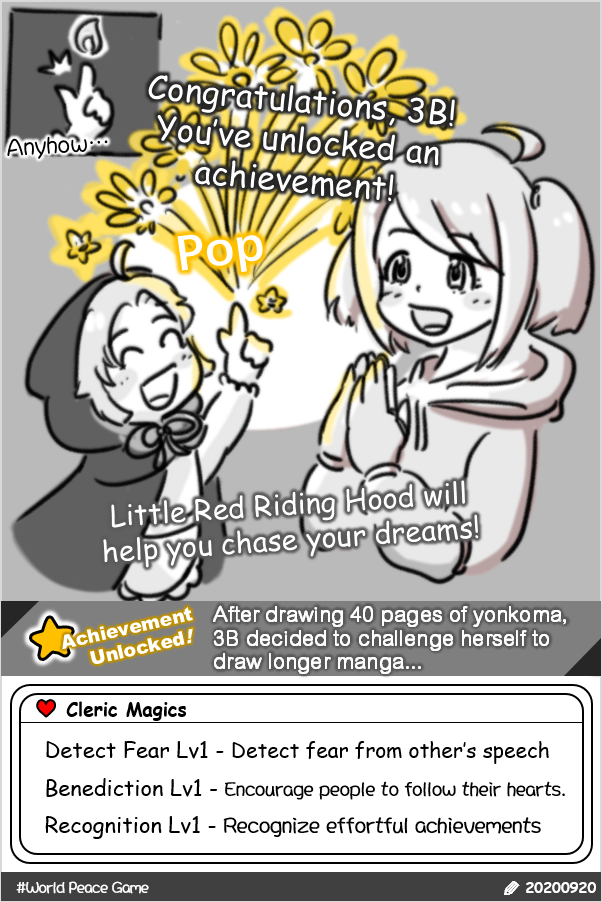 Anyhow…
Congratulations, 3B!
You've unlocked an
achievement!
Pop
Little Red Riding Hood will
help you chase your dreams!
Achievement
Unlocked!
After drawing 40 pages of yonkoma,
3B decided to challenge herself to
draw longer manga...
Cleric Magics
Detect Fear Lv1 - Detect fear from other's speech
Benediction Lv1 - Encourage people to follow their hearts.
Recognition Lv1 - Recognize effortful achievements
#World Peace Game
20200920